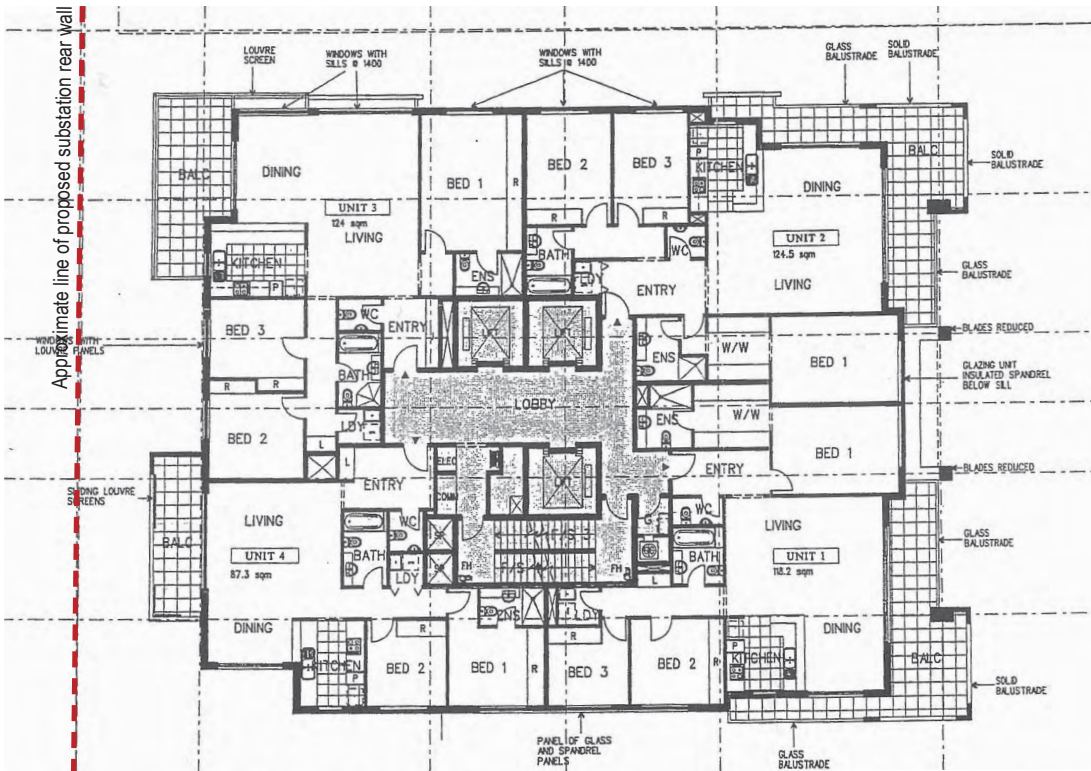 Approximate line of proposed substation rear wall
LOUVRE
SCREEN
WINDOWS WITH
SILLS @ 1400
WINDOWS WITH
SILLS @ 1400
GLASS
BALUSTRADE
SOLID
BALUSTRADE
BALC
DINING
UNIT 3
124 sqm
LIVING
KITCHEN
P
BED 1
R
BED 2
R
BED 3
R
KITCHEN
P
BALC
DINING
UNIT 2
124.5 sqm
LIVING
SOLID
BALUSTRADE
GLASS
BALUSTRADE
BATH
WC
ENS
LDY
ENTRY
WC
ENTRY
LIFT
LIFT
BED 3
R
R
BATH
LDY
L
BED 2
WINDOWS WITH
LOUVRE PANELS
LOBBY
ENS
W/W
BED 1
ENS
W/W
BED 1
ENTRY
BLADES REDUCED
GLAZING UNIT
INSULATED SPANDREL
BELOW SILL
BLADES REDUCED
SLIDING LOUVRE
SCREENS
BALC
LIVING
UNIT 4
87.3 sqm
DINING
L
ENTRY
ELEC
COMM
LIFT
BATH
WC
LDY
F/S 3
F/S
FH
FH
G
L
WC
BATH
LIVING
UNIT 1
118.2 sqm
DINING
GLASS
BALUSTRADE
ENS
LDY
KITCHEN
P
BED 2
R
BED 1
R
BED 3
R
BED 2
R
KITCHEN
P
BALC
SOLID
BALUSTRADE
PANEL OF GLASS
AND SPANDREL
PANELS
GLASS
BALUSTRADE